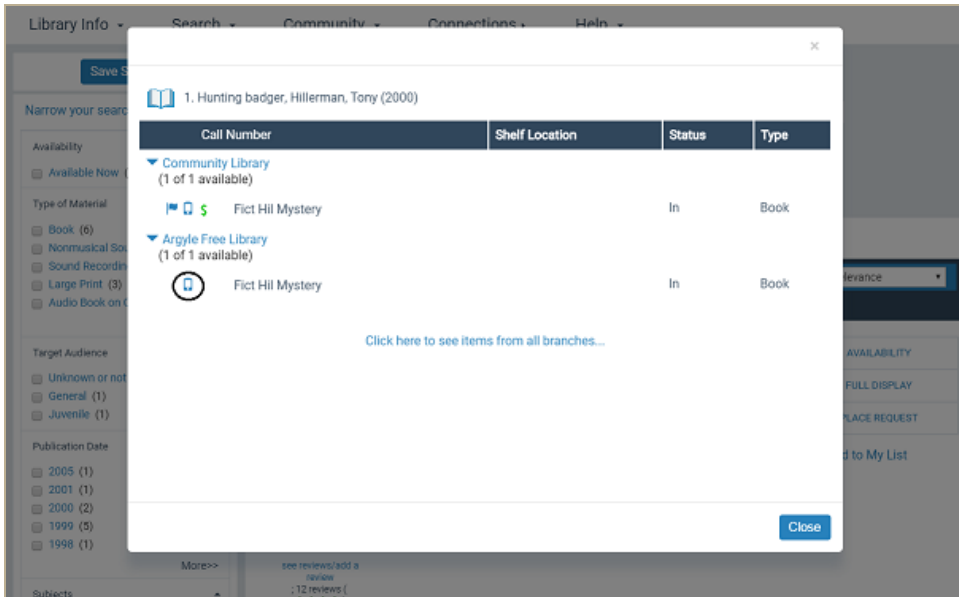 Library Info Search Community Connections Help
×
Save S
1. Hunting badger, Hillerman, Tony (2000)
Narrow your searc
Call Number Shelf Location Status Type
Availability
Community Library
(1 of 1 available)
Available Now (
Type of Material
$ Fict Hil Mystery In Book
Book (6)
Argyle Free Library
Nonmusical Sou
(1 of 1 available)
Sound Recordin
Large Print (3)
Fict Hil Mystery In Book
levance
Audio Book on C
Click here to see items from all branches...
Target Audience
AVAILABILITY
Unknown or not
FULL DISPLAY
General (1)
Juvenile (1)
PLACE REQUEST
Publication Date
d to My List
2005 (1)
2001 (1)
2000 (2)
1999 (5)
Close
1998 (1)
More>>
see reviews/add a
review
; 12 reviews (
Subjects